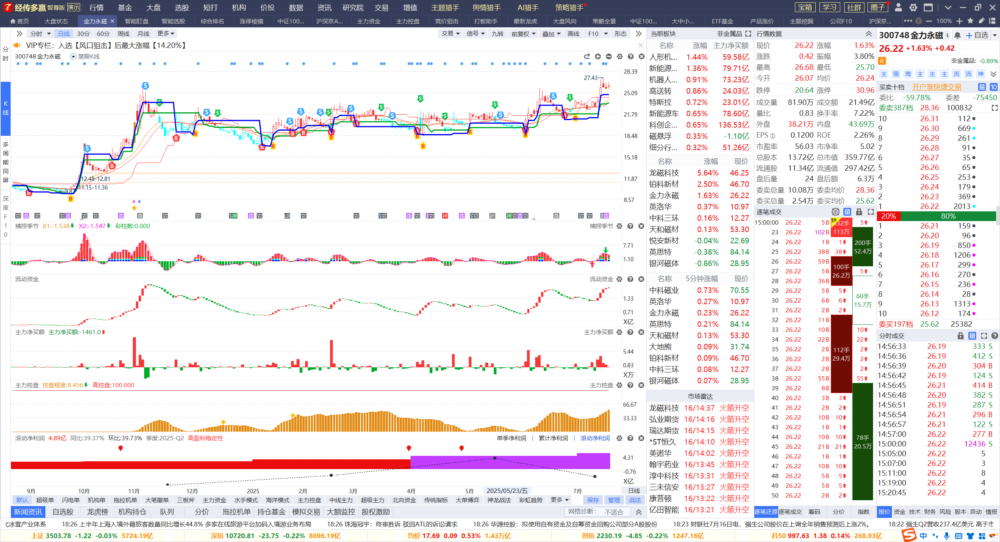 经传多赢 智尊版 演示 行情 基金 大盘 选股 短打 机构 价投 数据 资讯 研究院 交易 增值 主题猎手 舆情猎手 AI猎手 策略猎手 宝箱 学习 社群 圈子
首页 大盘状态 金力永磁 智能盯盘 智能选股 综合排名 涨停棱镜 中证100... 沪深京A... 主力资金 主力控盘 竞价狙击 打板助手 最新龙虎 大盘风向 策略全景 中证100... 大中小... ETF基金 产品涨价 主题挖掘 公司F10 沪深京... 100%
分时 日线 30分 60分 周线 月线 更多 交易 信号 九转 前复权 叠加 画线 F10 形态
VIP专栏：入选【风口狙击】后最大涨幅【14.20%】
300748 金力永磁 慧眼K线
分时
K线
多周期同屏
深度F10
28.39
27.43
25.09
21.79
18.48
15.18
12.48-12.81
11.87
11.15-11.36
8.57
捕捞季节 X1:-1.538 X2:-1.547 彩柱数:0.000 捕捞季节
7.71
1.10
流动资金 流动资金
1.33
0.71
X亿
主力净买额 主力净买额:-1461.0 主力净买额
5.44
0.83
X万
主力控盘 控盘程度:8.456 高控盘:100.000 主力控盘
66.67
33.33
滚动净利润 4.89亿 同比:39.37% 环比:39.73% 季度:2025-Q2 高盈利稳定性 单季净利润 累计净利润 滚动净利润
4.31
-0.76
X亿
9月 10月 11月 12月 2025 2月 3月 4月 5月 2025/05/23/五 7月 日线
默认 超级单 闪电单 机构单 拖拉机单 大笔撤单 三板斧 主力资金 水手模式 海洋模式 主力控盘 中线主力 超级主力 北向资金 传统指标 大单博弈 神龙战法 彩虹趋势 更多 保存 管理 战法
新闻资讯 自选股 龙虎榜 机构持仓 队列 分价 拖拉机单 持仓基金 模拟交易 大额监控 股权激励 网格诊断： 不适合
当前板块 非金属品
名称 涨幅 主力净买额
人形机... 1.44% 59.58亿
新能源... 1.36% 79.71亿
机器人... 0.91% 73.23亿
高送转 0.86% 24.03亿
特斯拉 0.72% 23.01亿
新能源车 0.65% 78.60亿
科创企... 0.65% 136.53亿
磁悬浮 0.35% -1.10亿
细分行... 0.32% 51.26亿
名称 涨幅 现价
龙磁科技 5.64% 46.25
铂科新材 2.50% 46.70
金力永磁 1.63% 26.22
英洛华 0.37% 10.97
中科三环 0.16% 12.27
天和磁材 0.13% 53.30
悦安新材 -0.04% 22.69
英思特 -0.38% 84.14
银河磁体 -0.86% 28.95
名称 5分钟涨幅 现价
中科磁业 0.73% 70.55
英洛华 0.27% 10.97
金力永磁 0.23% 26.22
英思特 0.21% 84.14
天和磁材 0.13% 53.30
大地熊 0.09% 31.74
铂科新材 0.09% 46.70
中科三环 0.08% 12.27
银河磁体 0.07% 28.95
市场雷达
龙磁科技 16/14:37 火箭升空
弘业期货 16/14:16 火箭升空
瑞达期货 16/14:15 火箭升空
*ST恒久 16/14:10 火箭升空
美诺华 16/14:02 火箭升空
翰宇药业 16/13:45 火箭升空
淳中科技 16/13:31 火箭升空
三未信安 16/13:27 火箭升空
康普顿 16/13:22 火箭升空
亿田智能 16/13:21 火箭升空
行情数据
现价 26.22 涨幅 1.63%
涨跌 0.42 振幅 3.80%
最高 26.68 最低 25.70
今开 26.07 均价 26.24
跌停 20.64 涨停 30.96
成交量 81.90万 成交额 21.49亿
量比 0.83 换手率 7.22%
外盘 38.21万 内盘 43.69万
EPS① 0.1200 ROE 2.26%
市盈率 56.03 市净率 5.02
总股本 13.72亿 总市值 359.77亿
流通股 11.34亿 流通值 297.42亿
盘后量 24 盘后额 6.3万
委卖总量 10.08万 委卖均价 28.36
委买总量 2.54万 委买均价 25.62
逐笔成交 单 量
15:00:00 26.22 5B 特 432手 113万 5
23 26.22 102B
24 26.22 1B 1 200手 52.4万
25 26.22 38B 38
26 26.22 59B 100手 26.2万
27 26.22 5B 5
28 26.22 36B
29 26.22 5B 5 60手 15.7万
30 26.22 6B 6
31 26.22 2B 2
32 26.22 11B
33 26.22 10B 10
34 26.22 22B 22
35 26.22 2B 112手 29.4万 2
36 26.22 2B 2
37 26.22 2B 2
38 26.22 55B 55
39 26.22 8B
40 26.22 3B 3
41 26.22 2B 2
42 26.22 10B 10
43 26.22 1B 1
44 26.22 10B 10 78手 20.5万
45 26.22 21B 21
46 26.22 1B 1
47 26.22 10B 10
48 26.22 5B 5
49 26.22 5B 5
50 26.22 2B 2
逐笔还原 逐笔成交 筹码 分价 指数
300748 金力永磁 自选
26.22 +1.63% +0.42
R 非金属品: -0.89%
主 强 海 主 主 主 流 流 神
买卖十档 开户享快捷交易 量 10
委比 -59.78% 委差 -75450
委卖387档 28.36 100832
10 26.31 112
9 26.30 669
8 26.29 261
7 26.28 91
6 26.27 35
5 26.26 65
4 26.25 253
3 26.24 179
2 26.23 369
1 26.22 2013
20% 80%
1 26.21 159
2 26.20 96
3 26.19 850
4 26.18 1206
5 26.17 299
6 26.16 270
7 26.15 236
8 26.14 28
9 26.13 1313
10 26.12 174
委买197档 25.62 25382
分时成交 量
14:56:33 26.19 333 S
14:56:36 26.19 412 S
14:56:39 26.20 304 B
14:56:42 26.19 124 S
14:56:45 26.21 414 B
14:56:48 26.20 382 S
14:56:51 26.19 287 S
14:56:54 26.21 296 B
14:56:57 26.21 122 S
14:57:00 26.22 277 B
15:00:00 26.22 12436 S
15:05:00 26.22 5
15:07:00 26.22 3
15:11:00 26.22 8
15:19:00 26.22 4
15:20:45 26.22 4
报价 资金 技术 财务 风险 股本 异动 情报
弍冰雪产业体系 18:26 上半年上海入境外籍旅客数量同比增长44.8% 多家在线旅游平台加码入境游业务布局 18:26 珠海冠宇：终审胜诉 驳回ATL的诉讼请求 18:26 华源控股：拟使用自有资金及自筹资金回购公司部分A股股份 18:23 财联社7月16日电，强生公司股价在上调全年销售预测后上涨2%。 18:22 强生Q2营收237.4亿美元 高于市
上证 3503.78 -1.22 -0.03% 5724.19亿 深指 10720.81 -23.75 -0.22% 8696.19亿 均价 17.69 0.09 0.53% 1.43万亿 创指 2230.19 -4.85 -0.22% 1247.16亿 科50 997.63 1.38 0.14% 268.93亿 中